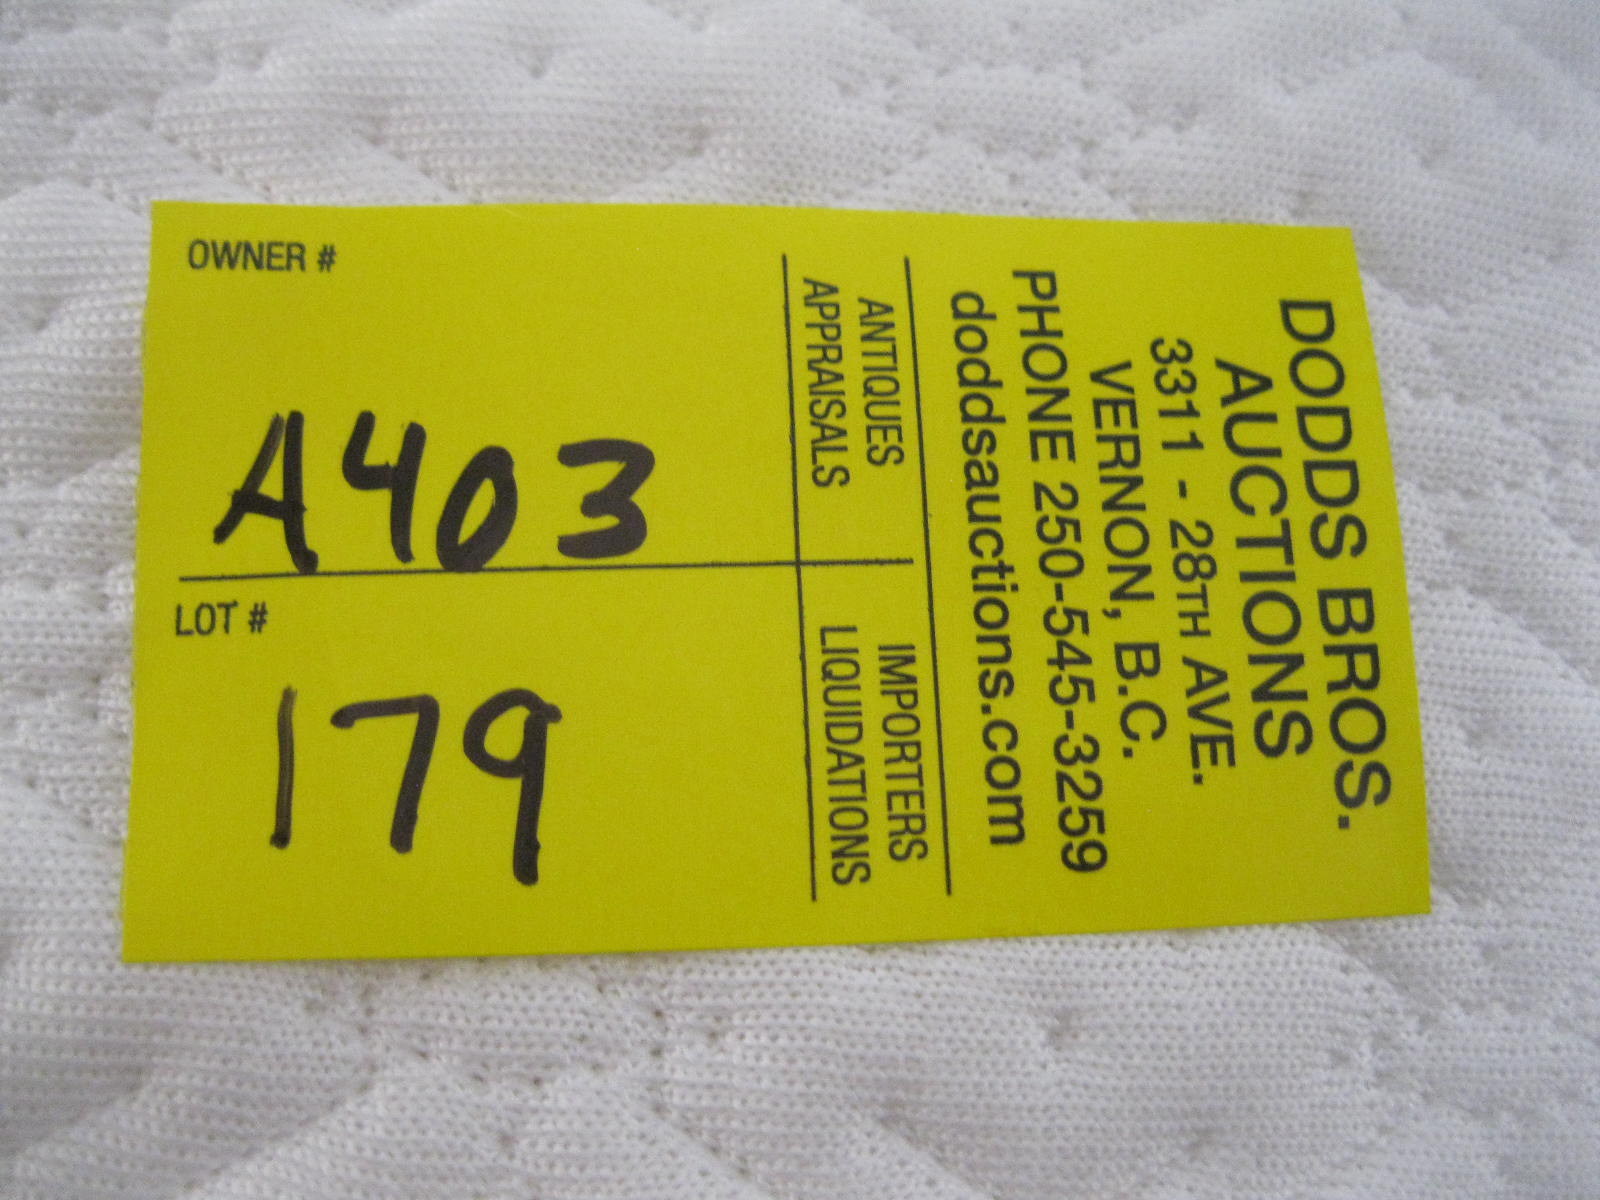 DODDS BROS.
AUCTIONS
3311 - 28TH AVE.
VERNON, B.C.
PHONE 250-545-3259
doddsauctions.com
ANTIQUES
APPRAISALS
IMPORTERS
LIQUIDATIONS
OWNER #
A403
LOT #
179